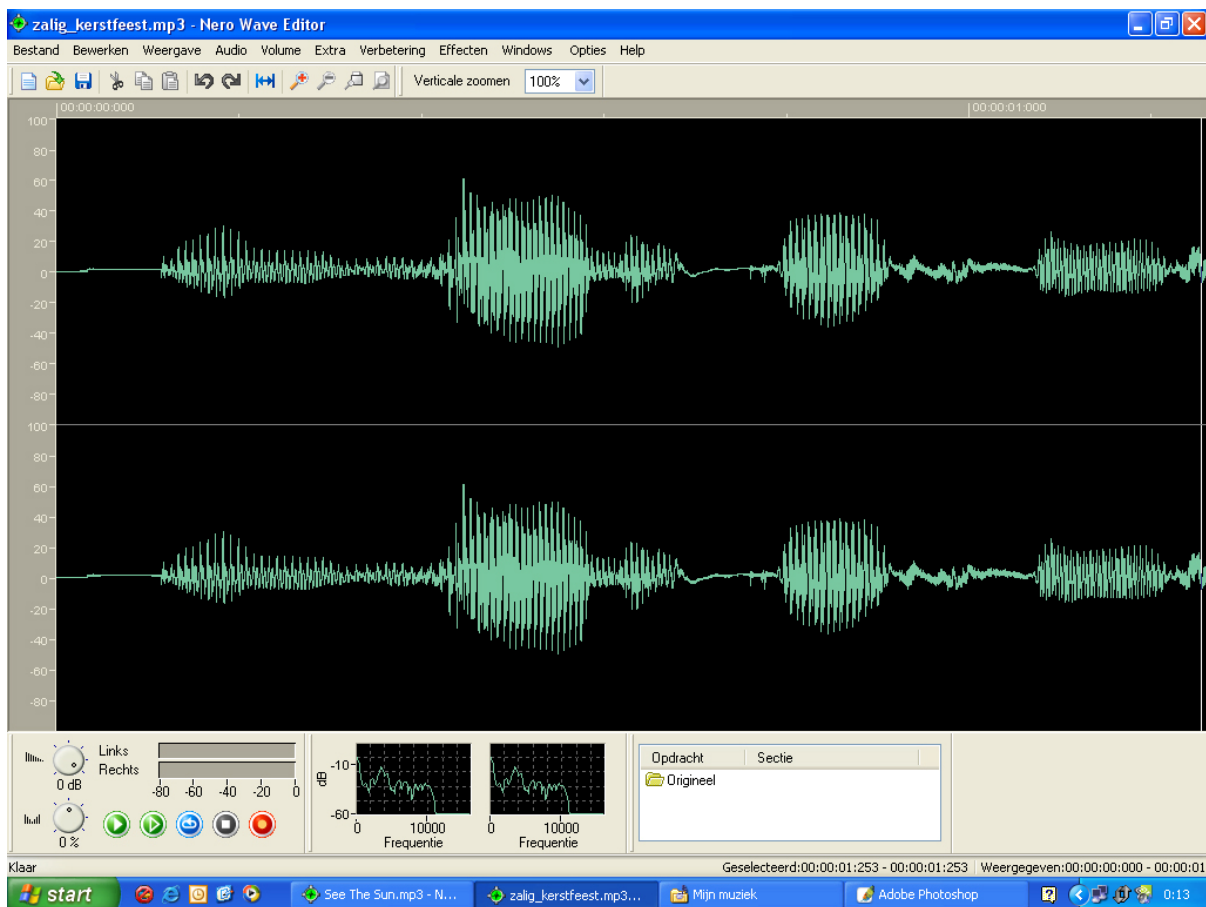 zalig_kerstfeest.mp3 - Nero Wave Editor
Bestand Bewerken Weergave Audio Volume Extra Verbetering Effecten Windows Opties Help
Verticale zoomen 100%
00:00:00:000 00:00:01:000
100
80
60
40
20
0
-20
-40
-60
-80
100
80
60
40
20
0
-20
-40
-60
-80
Links
Rechts
0 dB
-80 -60 -40 -20 0
0 %
dB
-10
-60
0 10000
Frequentie
0 10000
Frequentie
Opdracht Sectie
Origineel
Klaar
Geselecteerd:00:00:01:253 - 00:00:01:253 Weergegeven:00:00:00:000 - 00:00:01
start
See The Sun.mp3 - N...
zalig_kerstfeest.mp3...
Mijn muziek
Adobe Photoshop
0:13